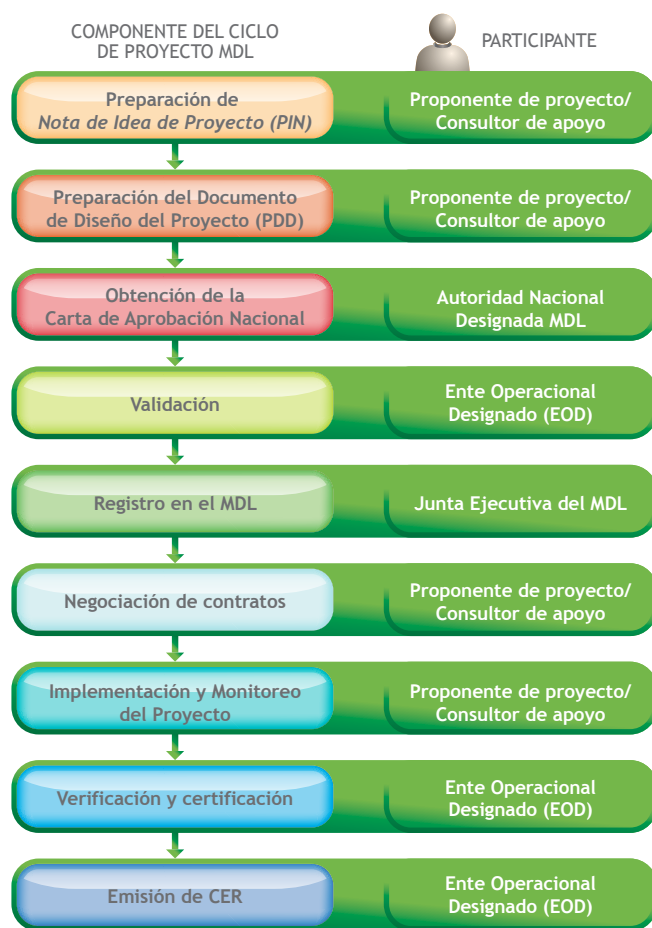 COMPONENTE DEL CICLO
DE PROYECTO MDL
PARTICIPANTE
Preparación de
Nota de Idea de Proyecto (PIN)
Proponente de proyecto/
Consultor de apoyo
Preparación del Documento
de Diseño del Proyecto (PDD)
Proponente de proyecto/
Consultor de apoyo
Obtención de la
Carta de Aprobación Nacional
Autoridad Nacional
Designada MDL
Validación
Ente Operacional
Designado (EOD)
Registro en el MDL
Junta Ejecutiva del MDL
Negociación de contratos
Proponente de proyecto/
Consultor de apoyo
Implementación y Monitoreo
del Proyecto
Proponente de proyecto/
Consultor de apoyo
Verificación y certificación
Ente Operacional
Designado (EOD)
Emisión de CER
Ente Operacional
Designado (EOD)